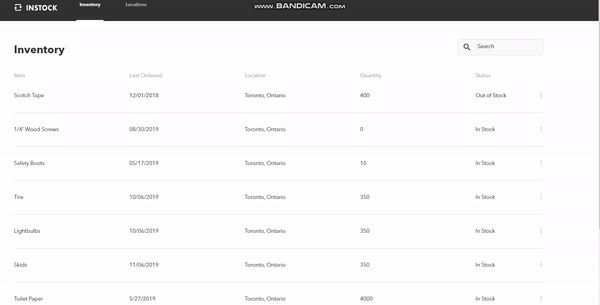 INSTOCK Inventory Locations www.BANDICAM.com
Inventory Search
Item Last Ordered Location Quantity Status
Scotch Tape 12/01/2018 Toronto, Ontario 400 Out of Stock
1/4" Wood Screws 08/30/2019 Toronto, Ontario 0 In Stock
Safety Boots 05/17/2019 Toronto, Ontario 10 In Stock
Tire 10/06/2019 Toronto, Ontario 350 In Stock
Lightbulbs 10/06/2019 Toronto, Ontario 350 In Stock
Skids 11/06/2019 Toronto, Ontario 350 In Stock
Toilet Paper 5/27/2019 Toronto, Ontario 4000 In Stock